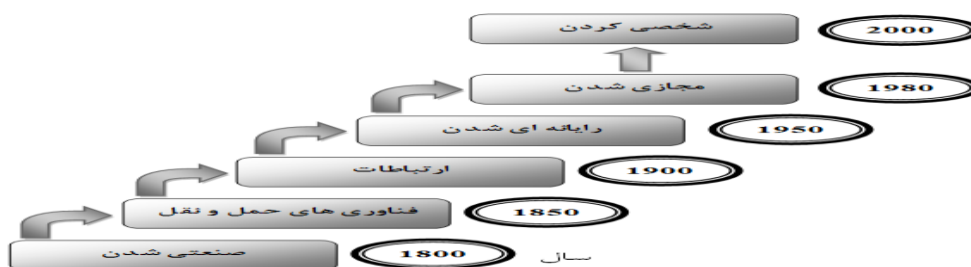 شخصی کردن 2000
مجازی شدن 1980
رایانه ای شدن 1950
ارتباطات 1900
فناوری های حمل و نقل 1850
صنعتی شدن 1800 سال